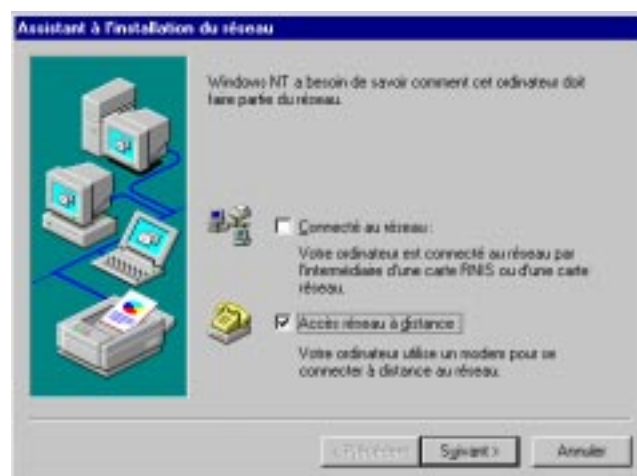 Assistant à l'installation du réseau
Windows NT a besoin de savoir comment cet ordinateur doit
faire partie du réseau.
Connecté au réseau :
Votre ordinateur est connecté au réseau par
l'intermédiaire d'une carte RNIS ou d'une carte
réseau.
Accès réseau à distance :
Votre ordinateur utilise un modem pour se
connecter à distance au réseau.
< Précédent
Suivant >
Annuler